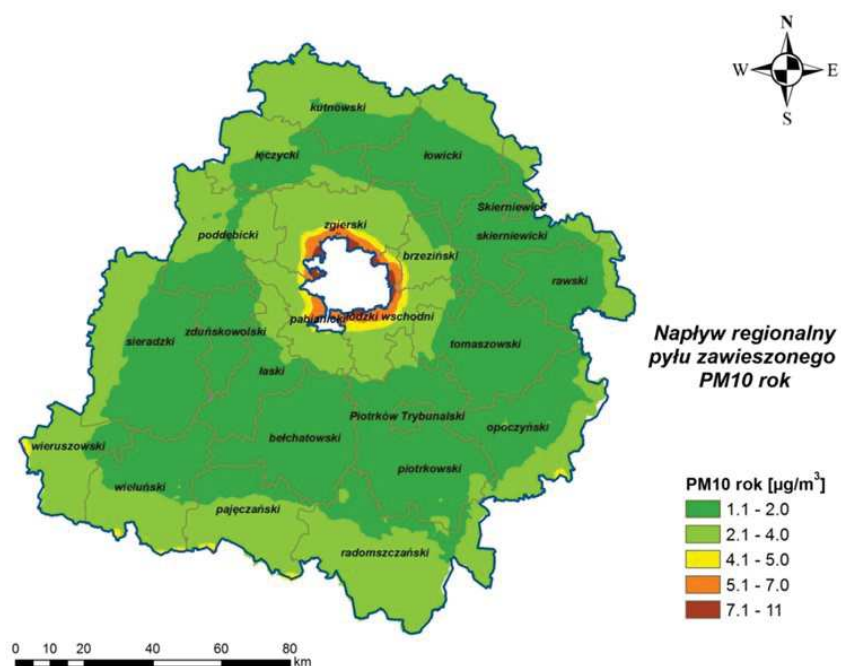 N
W E
S
kutnowski
łęczycki
łowicki
Skierniewice
skierniewicki
zgierski
poddębicki
brzeziński
rawski
pabianicki
łódzki wschodni
zduńskowolski
sieradzki
tomaszowski
łaski
Napływ regionalny
pyłu zawieszonego
PM10 rok
Piotrków Trybunalski
opoczyński
bełchatowski
wieruszowski
piotrkowski
wieluński
pajęczański
radomszczański
PM10 rok [µg/m³]
1.1 - 2.0
2.1 - 4.0
4.1 - 5.0
5.1 - 7.0
7.1 - 11
0 10 20 40 60 80
km